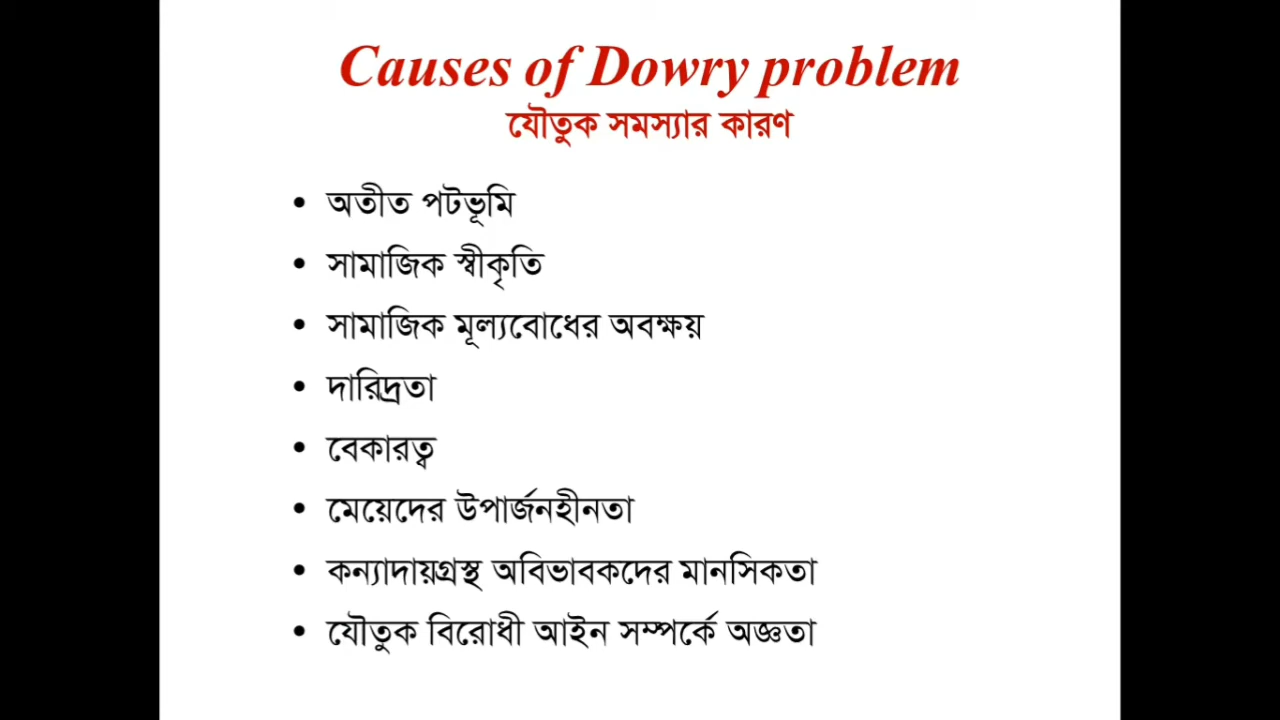 Causes of Dowry problem
যৌতুক সমস্যার কারণ
• অতীত পটভূমি
• সামাজিক স্বীকৃতি
• সামাজিক মূল্যবোধের অবক্ষয়
• দারিদ্রতা
• বেকারত্ব
• মেয়েদের উপার্জনহীনতা
• কন্যাদায়গ্রস্থ অবিভাবকদের মানসিকতা
• যৌতুক বিরোধী আইন সম্পর্কে অজ্ঞতা